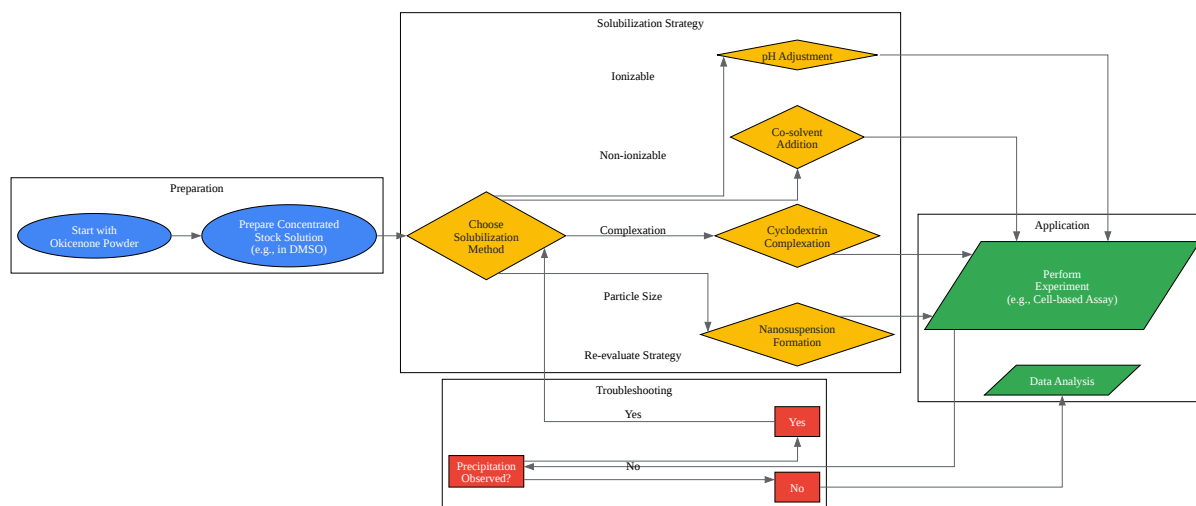 Solubilization Strategy
pH Adjustment
Ionizable
Co-solvent
Addition
Non-ionizable
Preparation
Start with
Okicenone Powder
Prepare Concentrated
Stock Solution
(e.g., in DMSO)
Choose
Solubilization
Method
Complexation
Cyclodextrin
Complexation
Application
Perform
Experiment
(e.g., Cell-based Assay)
Particle Size
Nanosuspension
Formation
Re-evaluate Strategy
Data Analysis
Troubleshooting
Yes
Yes
Precipitation
Observed?
No
No